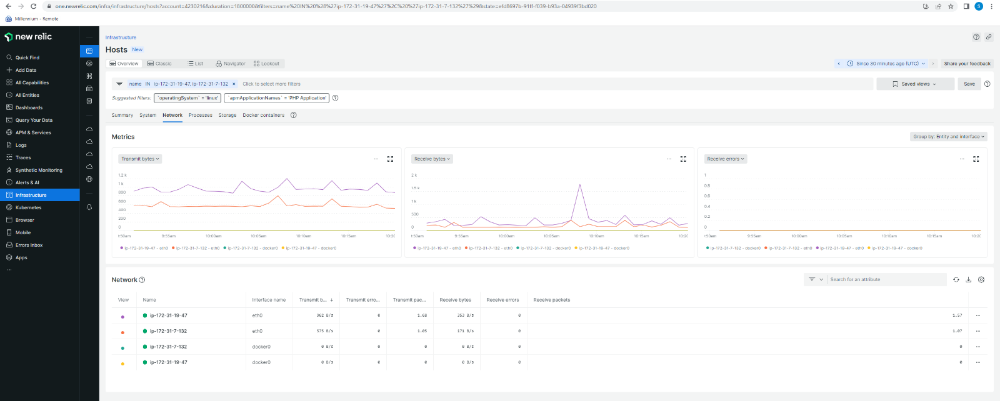 one.newrelic.com/infra/infrastructure/hosts?account=4230216&duration=1800000&filters=name%20IN%20%28%27ip-172-31-19-47%27%2C%20%27ip-172-31-7-132%27%29&state=efd8697b-91ff-f039-b93a-04939f3bd020
S
Millennium - Remote
new relic
Quick Find
Add Data
All Capabilities
All Entities
Dashboards
Query Your Data
APM & Services
Logs
Traces
Synthetic Monitoring
Alerts & AI
Infrastructure
Kubernetes
Browser
Mobile
Errors Inbox
Apps
...
Infrastructure
Hosts New
Overview Classic List Navigator Lookout
Since 30 minutes ago (UTC)
Share your feedback
name IN ip-172-31-19-47, ip-172-31-7-132 × Click to select more filters
Saved views
Save
Suggested filters: `operatingSystem` = 'linux' `apmApplicationNames` = 'PHP Application'
Summary System Network Processes Storage Docker containers
Metrics
Group by: Entity and interface
Transmit bytes
1.2 k
1 k
800
600
400
200
0
9:55am 10:00am 10:05am 10:10am 10:15am
ip-172-31-19-47 - eth0 ip-172-31-7-132 - eth0 ip-172-31-7-132 - docker0 ip-172-31-19-47 - docker0
Receive bytes
2 k
1.5 k
1 k
500
0
9:55am 10:00am 10:05am 10:10am 10:15am
ip-172-31-19-47 - eth0 ip-172-31-7-132 - eth0 ip-172-31-7-132 - docker0 ip-172-31-19-47 - docker0
Receive errors
1
0.8
0.6
0.4
0.2
0
9:55am 10:00am 10:05am 10:10am 10:15am
ip-172-31-7-132 - docker0 ip-172-31-7-132 - eth0 ip-172-31-19-47 - eth0 ip-172-31-19-47 - docker0
Network
Search for an attribute
View Name Interface name Transmit b... Transmit erro... Transmit pac... Receive bytes Receive errors Receive packets
ip-172-31-19-47 eth0 962 B/s 0 1.68 353 B/s 0 1.57 ...
ip-172-31-7-132 eth0 575 B/s 0 1.05 171 B/s 0 1.07 ...
ip-172-31-7-132 docker0 0 B/s 0 0 0 B/s 0 0 ...
ip-172-31-19-47 docker0 0 B/s 0 0 0 B/s 0 0 ...